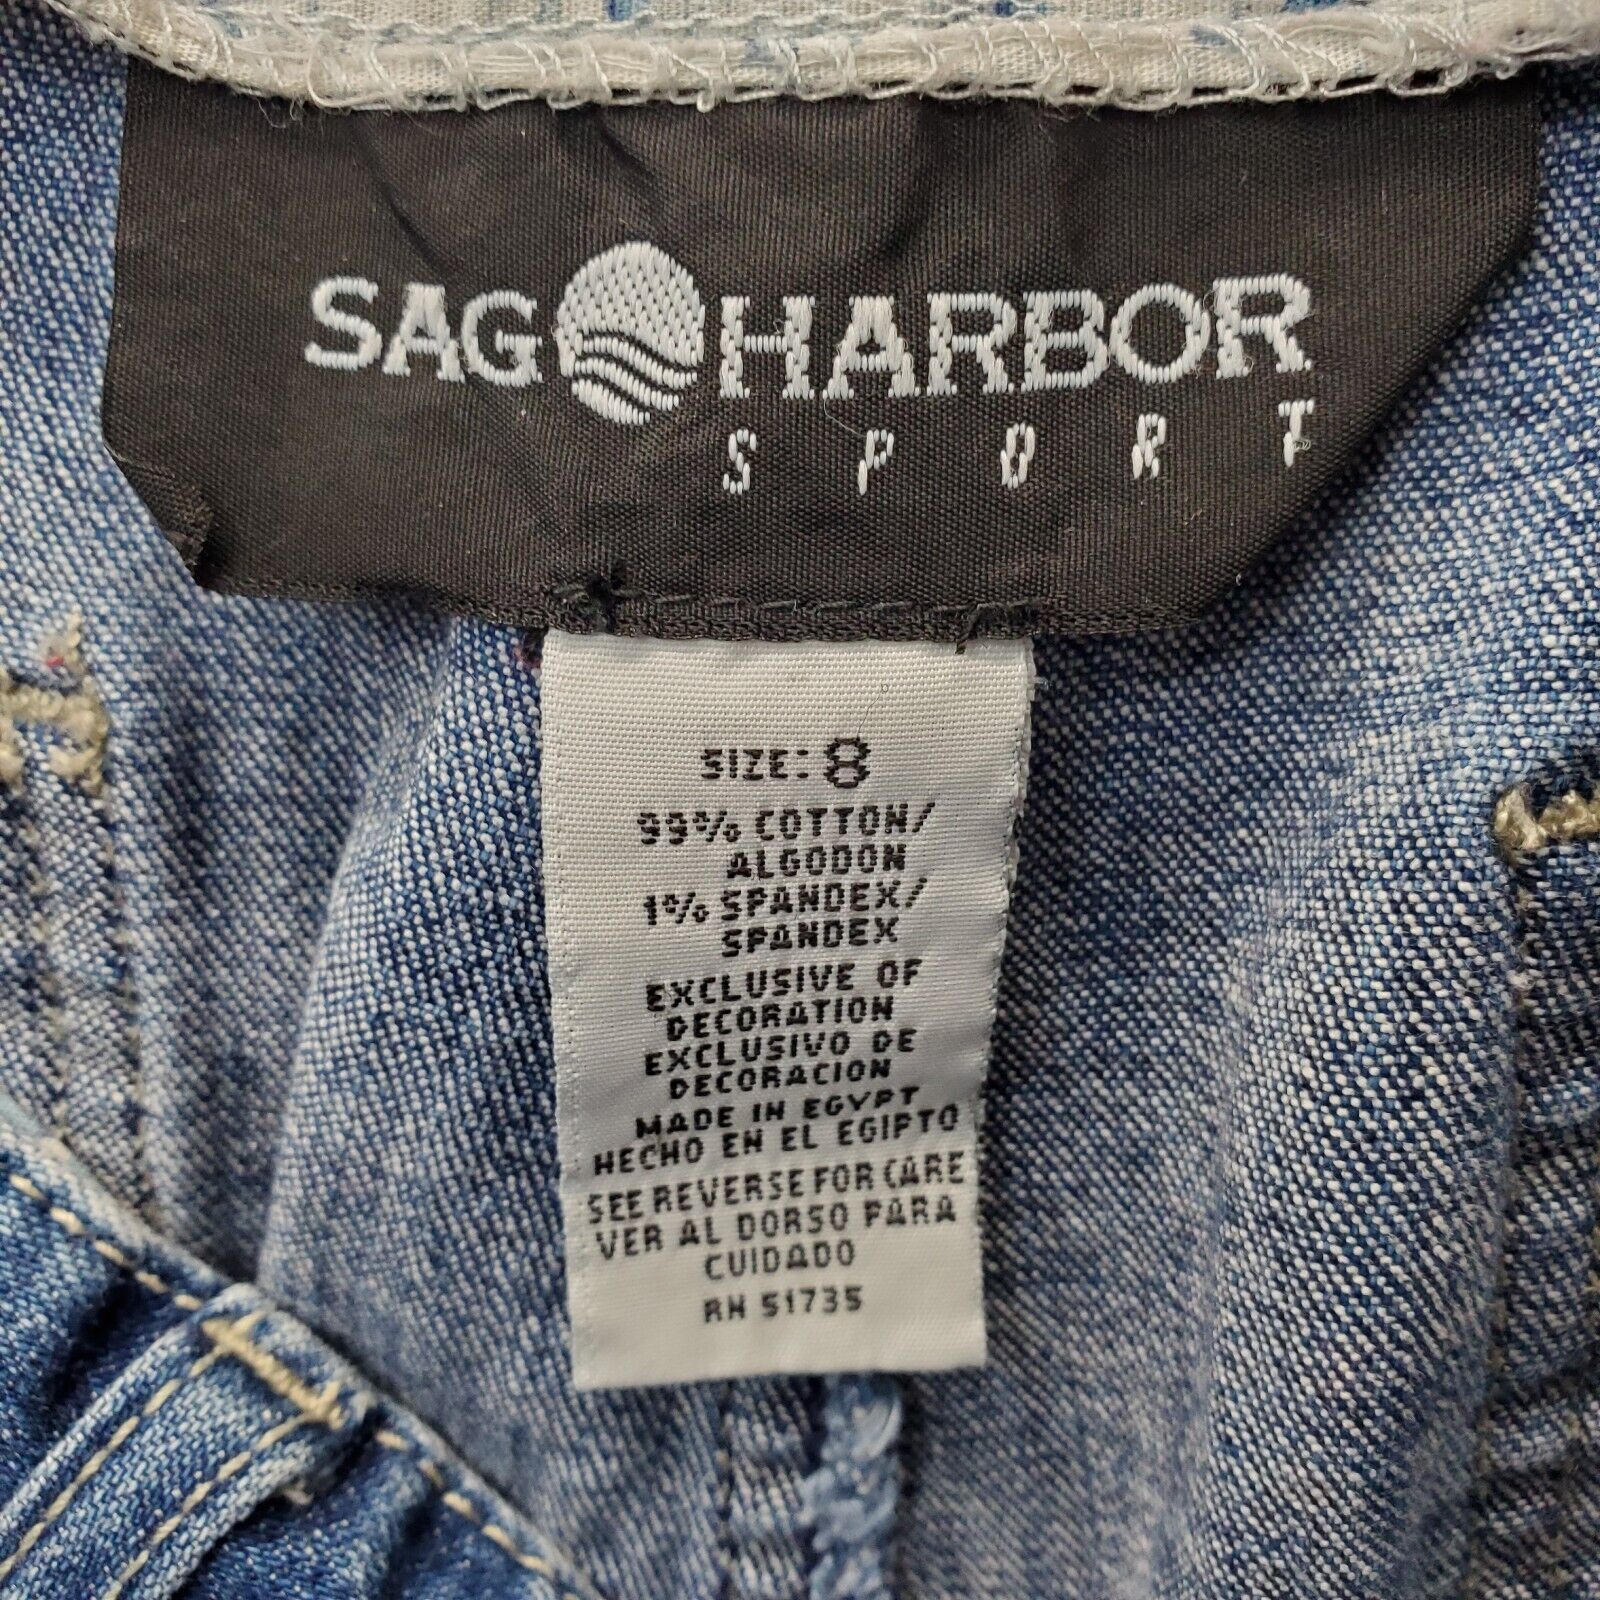 SAG HARBOR
SPORT
SIZE: 8
99% COTTON/
ALGODON
1% SPANDEX/
SPANDEX
EXCLUSIVE OF
DECORATION
EXCLUSIVO DE
DECORACION
MADE IN EGYPT
HECHO EN EL EGIPTO
SEE REVERSE FOR CARE
VER AL DORSO PARA
CUIDADO
RN 51735